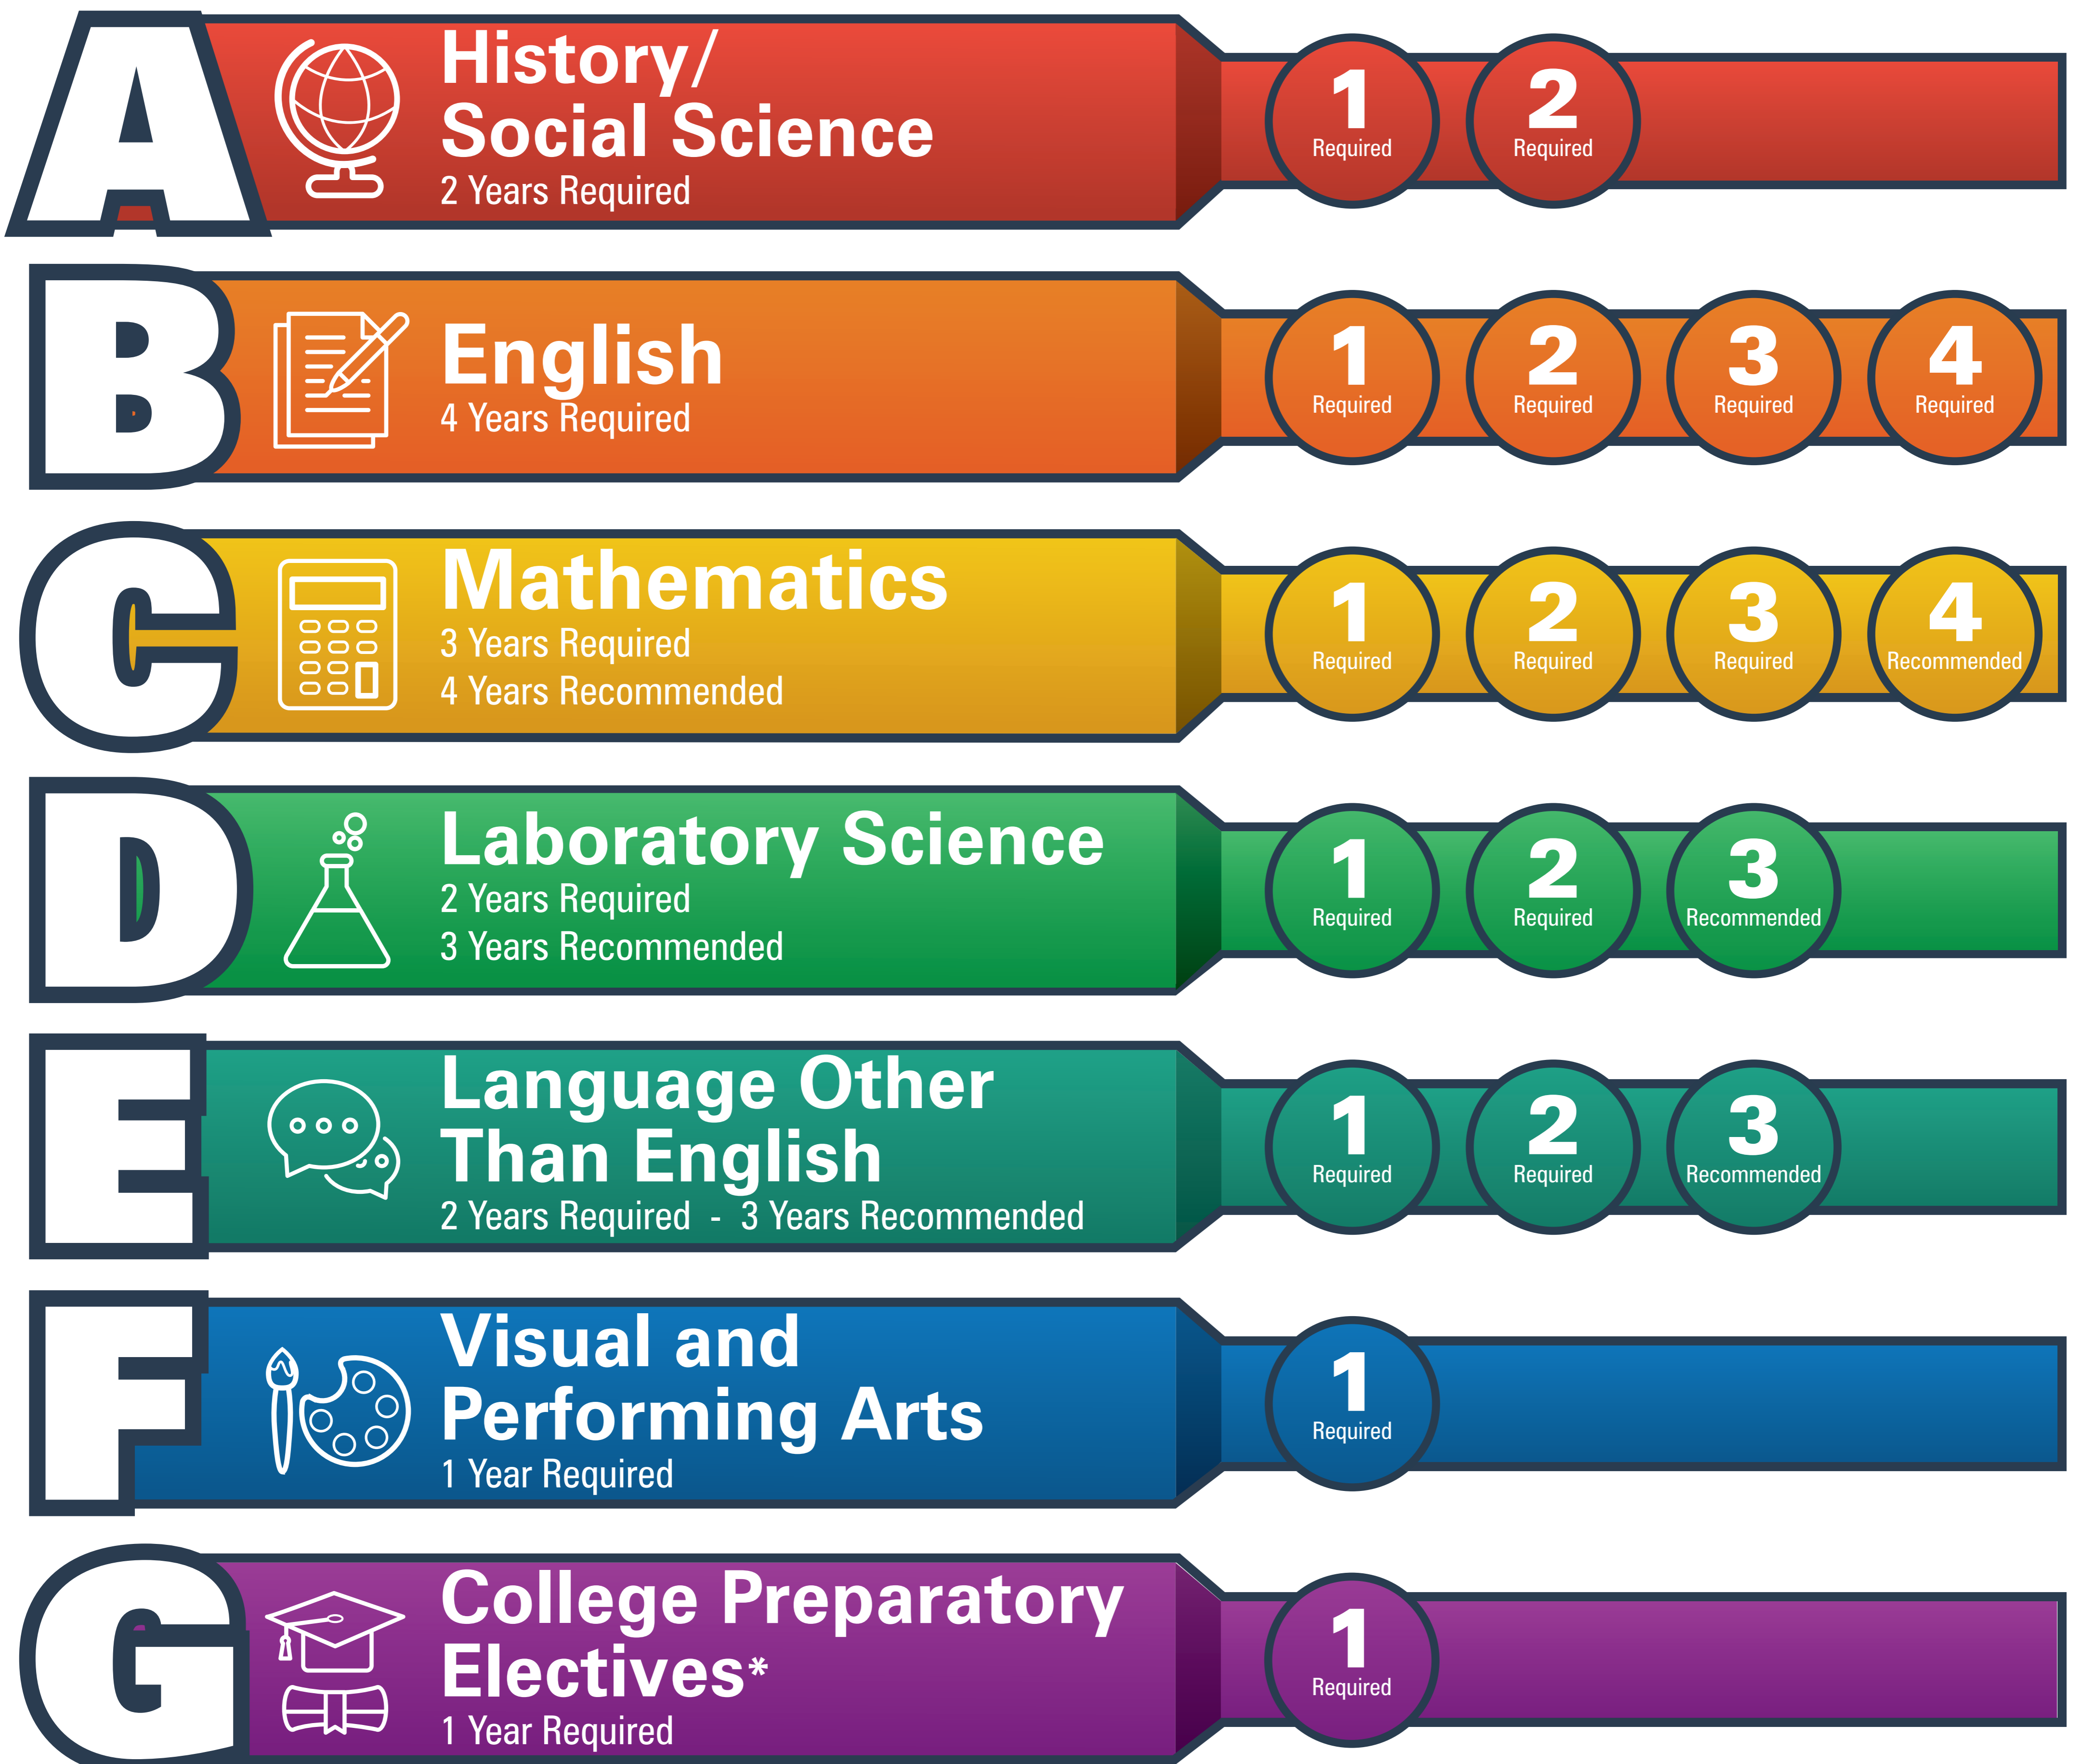 A
History/
Social Science
2 Years Required
1
Required
2
Required
B
English
4 Years Required
1
Required
2
Required
3
Required
4
Required
C
Mathematics
3 Years Required
4 Years Recommended
1
Required
2
Required
3
Required
4
Recommended
D
Laboratory Science
2 Years Required
3 Years Recommended
1
Required
2
Required
3
Recommended
E
Language Other
Than English
2 Years Required - 3 Years Recommended
1
Required
2
Required
3
Recommended
F
Visual and
Performing Arts
1 Year Required
1
Required
G
College Preparatory
Electives*
1 Year Required
1
Required